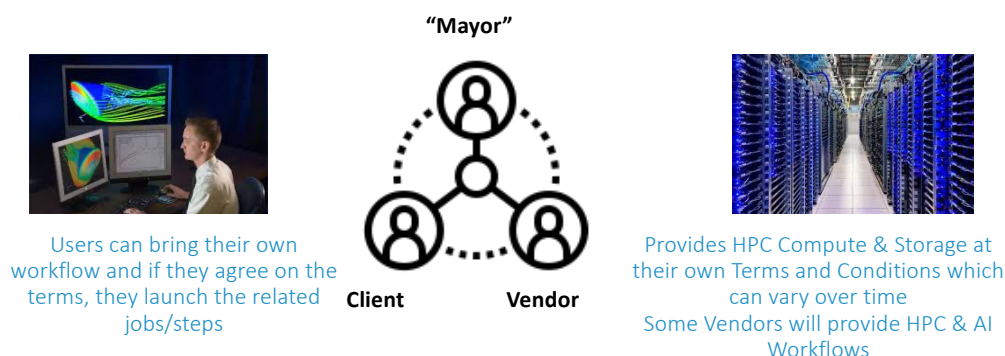 “Mayor”
Users can bring their own
workflow and if they agree on the
terms, they launch the related
jobs/steps
Client
Vendor
Provides HPC Compute & Storage at
their own Terms and Conditions which
can vary over time
Some Vendors will provide HPC & AI
Workflows